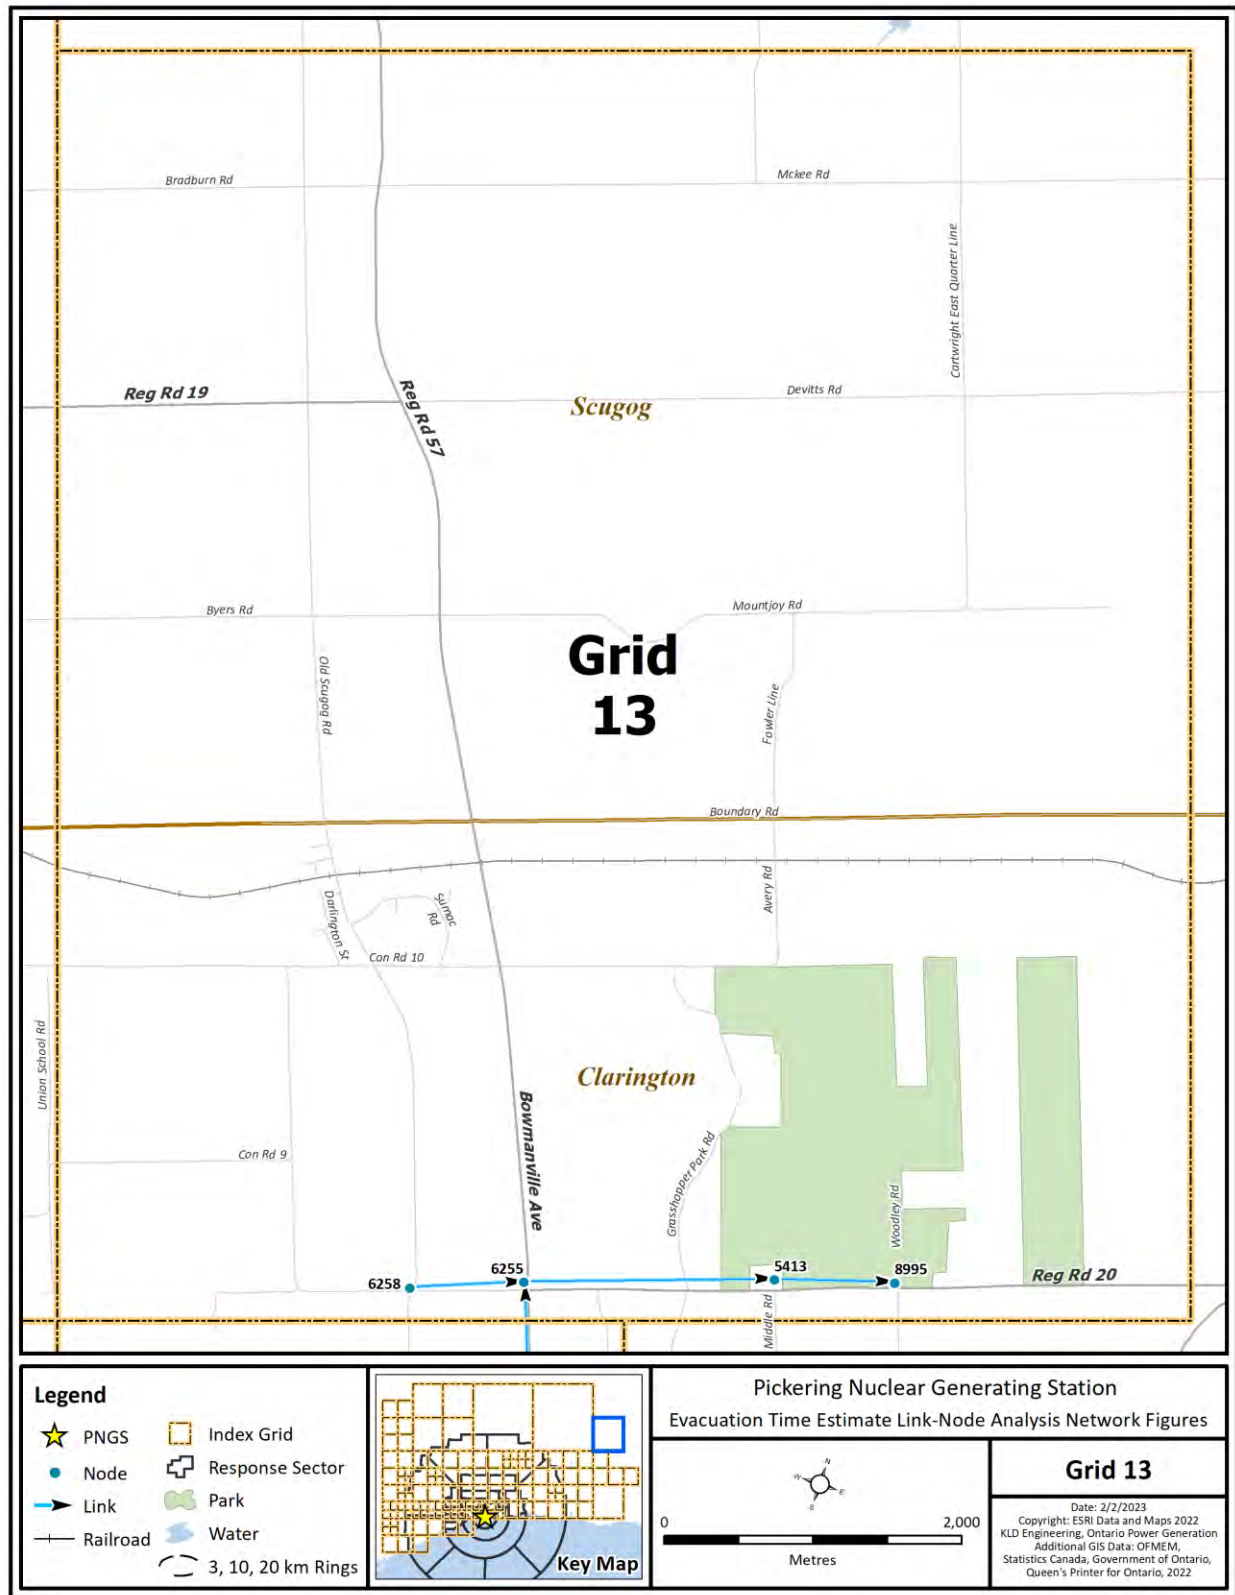 Bradburn Rd
Mckee Rd
Cartwright East Quarter Line
Reg Rd 19
Reg Rd 57
Devitts Rd
Scugog
Byers Rd
Mountjoy Rd
Grid
13
Old Scugog Rd
Fowler Line
Boundary Rd
Avery Rd
Darlington St
Sumac
Rd
Con Rd 10
Union School Rd
Clarington
Bowmanville Ave
Con Rd 9
Grasshopper Park Rd
Woodley Rd
6258
6255
5413
8995
Reg Rd 20
Middle Rd
Legend
PNGS
Node
Link
Railroad
Index Grid
Response Sector
Park
Water
3, 10, 20 km Rings
Key Map
Pickering Nuclear Generating Station
Evacuation Time Estimate Link-Node Analysis Network Figures
N
W
E
S
0
2,000
Metres
Grid 13
Date: 2/2/2023
Copyright: ESRI Data and Maps 2022
KLD Engineering, Ontario Power Generation
Additional GIS Data: OFMEM,
Statistics Canada, Government of Ontario,
Queen's Printer for Ontario, 2022